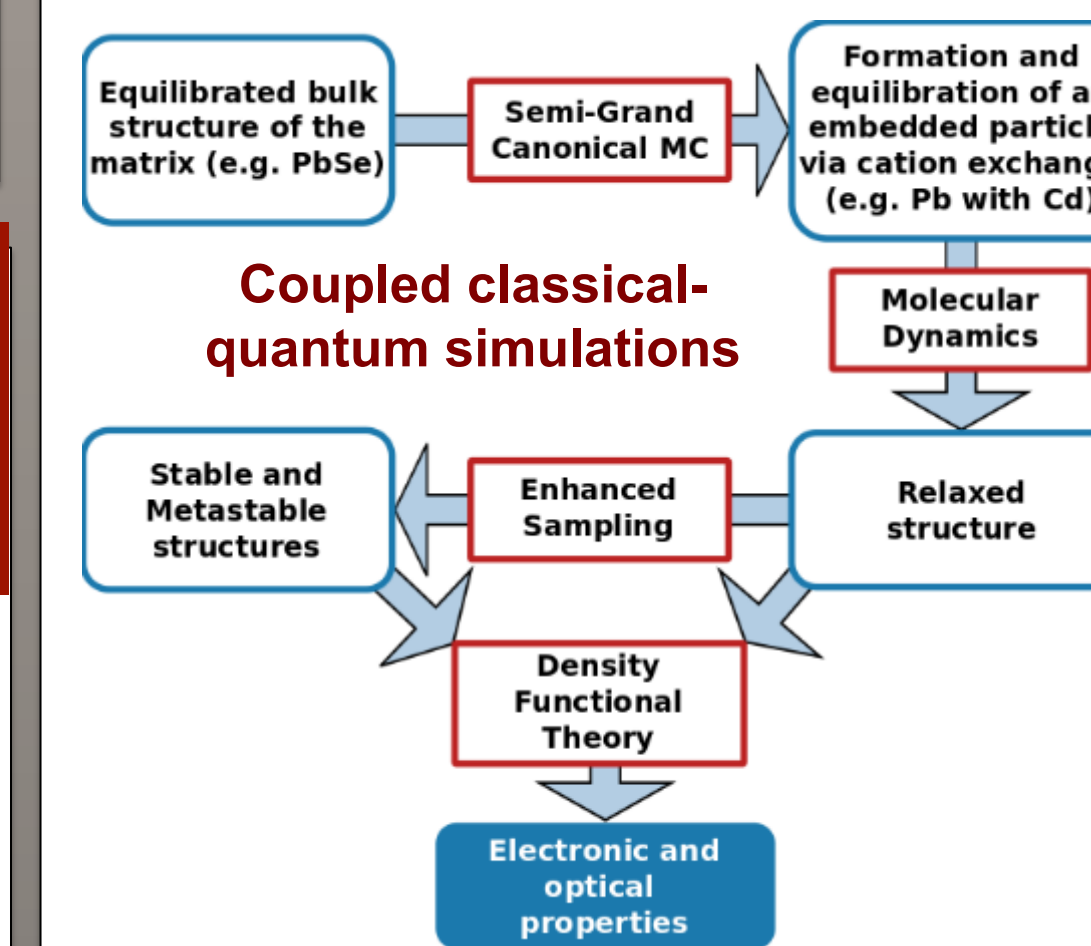 Equilibrated bulk
structure of the
matrix (e.g. PbSe)
Semi-Grand
Canonical MC
Formation and
equilibration of a
embedded particl
via cation exchang
(e.g. Pb with Cd)
Coupled classical-
quantum simulations
Molecular
Dynamics
Stable and
Metastable
structures
Enhanced
Sampling
Relaxed
structure
Density
Functional
Theory
Electronic and
optical
properties